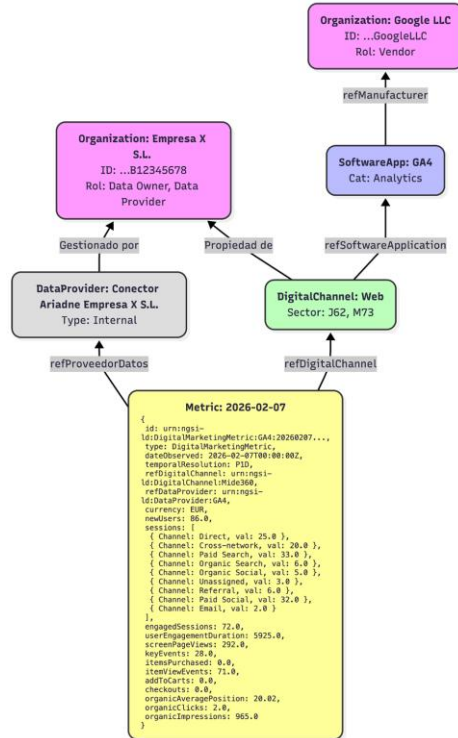 Organization: Google LLC
ID: ...GoogleLLC
Rol: Vendor
refManufacturer
Organization: Empresa X
S.L.
ID: ...B12345678
Rol: Data Owner, Data
Provider
SoftwareApp: GA4
Cat: Analytics
Gestionado por
Propiedad de
refSoftwareApplication
DataProvider: Conector
Ariadne Empresa X S.L.
Type: Internal
DigitalChannel: Web
Sector: J62, M73
refProveedorDatos
refDigitalChannel
Metric: 2026-02-07
{
id: urn:ngsi-
ld:DigitalMarketingMetric:GA4:20260207...,
type: DigitalMarketingMetric,
dateObserved: 2026-02-07T00:00:00Z,
temporalResolution: P1D,
refDigitalChannel: urn:ngsi-
ld:DigitalChannel:Mide360,
refDataProvider: urn:ngsi-
ld:DataProvider:GA4,
currency: EUR,
newUsers: 86.0,
sessions: [
{ Channel: Direct, val: 25.0 },
{ Channel: Cross-network, val: 20.0 },
{ Channel: Paid Search, val: 33.0 },
{ Channel: Organic Search, val: 6.0 },
{ Channel: Organic Social, val: 5.0 },
{ Channel: Unassigned, val: 3.0 },
{ Channel: Referral, val: 6.0 },
{ Channel: Paid Social, val: 32.0 },
{ Channel: Email, val: 2.0 }
],
engagedSessions: 72.0,
userEngagementDuration: 5925.0,
screenPageViews: 292.0,
keyEvents: 28.0,
itemsPurchased: 0.0,
itemViewEvents: 71.0,
addToCarts: 0.0,
checkouts: 0.0,
organicAveragePosition: 20.02,
organicClicks: 2.0,
organicImpressions: 965.0
}